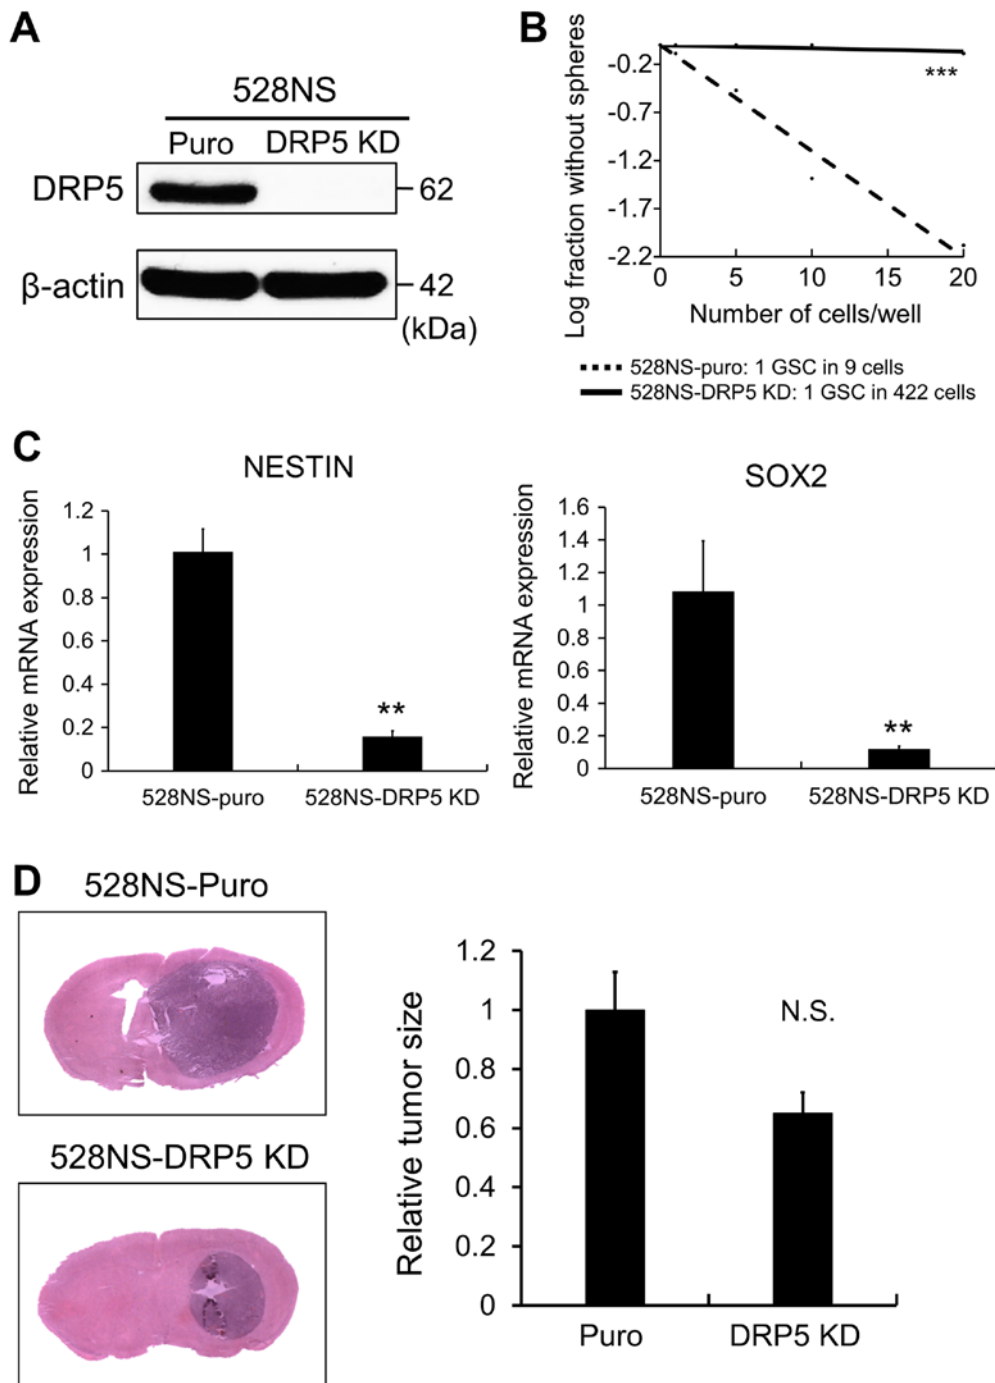 A
528NS
Puro DRP5 KD
DRP5
62
β-actin
42
(kDa)
B
Log fraction without spheres
-0.2
-0.7
-1.2
-1.7
-2.2
0 5 10 15 20
Number of cells/well
***
528NS-puro: 1 GSC in 9 cells
528NS-DRP5 KD: 1 GSC in 422 cells
C
NESTIN
Relative mRNA expression
1.2
1
0.8
0.6
0.4
0.2
0
**
528NS-puro 528NS-DRP5 KD
SOX2
Relative mRNA expression
1.6
1.4
1.2
1
0.8
0.6
0.4
0.2
0
**
528NS-puro 528NS-DRP5 KD
D
528NS-Puro
528NS-DRP5 KD
Relative tumor size
1.2
1
0.8
0.6
0.4
0.2
0
N.S.
Puro DRP5 KD